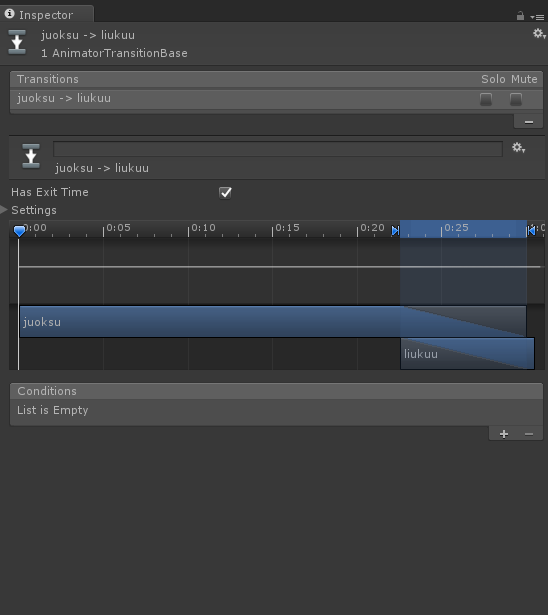 Inspector
juoksu -> liukuu
1 AnimatorTransitionBase
Transitions Solo Mute
juoksu -> liukuu
juoksu -> liukuu
Has Exit Time
Settings
0:00 0:05 0:10 0:15 0:20 0:25
juoksu
liukuu
Conditions
List is Empty